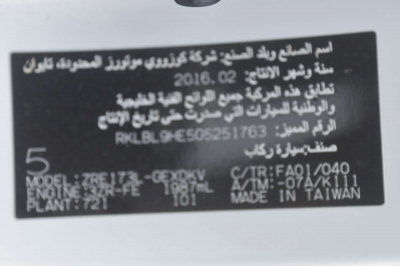 اسم الصانع وبلد الصنع: شركة كوزووي موتورز المحدودة، تايوان
سنة وشهر الانتاج: 2016.02
تطابق هذه المركبة جميع اللوائح الفنية الخليجية
والوطنية للسيارات التي صدرت حتى تاريخ الإنتاج
الرقم المميز: RKLBL9HE505251763
صنف: سيارة ركاب
5
MODEL: ZRE173L-GEXDKV C/TR: FA01/040
ENGINE: 3ZR-FE 1987mL A/TM: -07A/K111
PLANT: 721 101 MADE IN TAIWAN